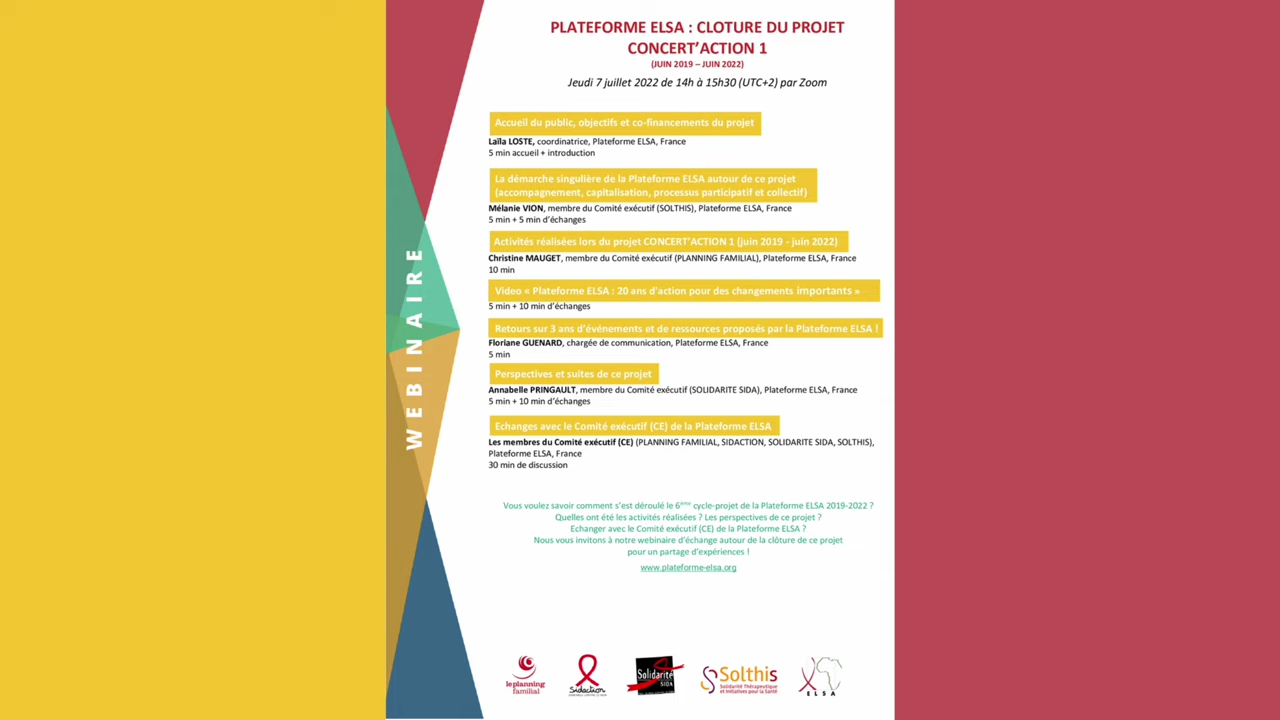 PLATEFORME ELSA : CLOTURE DU PROJET
CONCERT'ACTION 1
(JUIN 2019 – JUIN 2022)
Jeudi 7 juillet 2022 de 14h à 15h30 (UTC+2) par Zoom
WEBINAIRE
Accueil du public, objectifs et co-financements du projet
Laïla LOSTE, coordinatrice, Plateforme ELSA, France
5 min accueil + introduction
La démarche singulière de la Plateforme ELSA autour de ce projet
(accompagnement, capitalisation, processus participatif et collectif)
Mélanie VION, membre du Comité exécutif (SOLTHIS), Plateforme ELSA, France
5 min + 5 min d'échanges
Activités réalisées lors du projet CONCERT'ACTION 1 (juin 2019 - juin 2022)
Christine MAUGET, membre du Comité exécutif (PLANNING FAMILIAL), Plateforme ELSA, France
10 min
Video « Plateforme ELSA : 20 ans d'action pour des changements importants »
5 min + 10 min d'échanges
Retours sur 3 ans d'événements et de ressources proposés par la Plateforme ELSA !
Floriane GUENARD, chargée de communication, Plateforme ELSA, France
5 min
Perspectives et suites de ce projet
Annabelle PRINGAULT, membre du Comité exécutif (SOLIDARITE SIDA), Plateforme ELSA, France
5 min + 10 min d'échanges
Echanges avec le Comité exécutif (CE) de la Plateforme ELSA
Les membres du Comité exécutif (CE) (PLANNING FAMILIAL, SIDACTION, SOLIDARITE SIDA, SOLTHIS),
Plateforme ELSA, France
30 min de discussion
Vous voulez savoir comment s'est déroulé le 6ème cycle-projet de la Plateforme ELSA 2019-2022 ?
Quelles ont été les activités réalisées ? Les perspectives de ce projet ?
Echanger avec le Comité exécutif (CE) de la Plateforme ELSA ?
Nous vous invitons à notre webinaire d'échange autour de la clôture de ce projet
pour un partage d'expériences !
www.plateforme-elsa.org
le planning
familial
Sidaction
Solidarité
SIDA
Solthis
Solidarité Thérapeutique
et Initiatives pour la Santé
ELSA